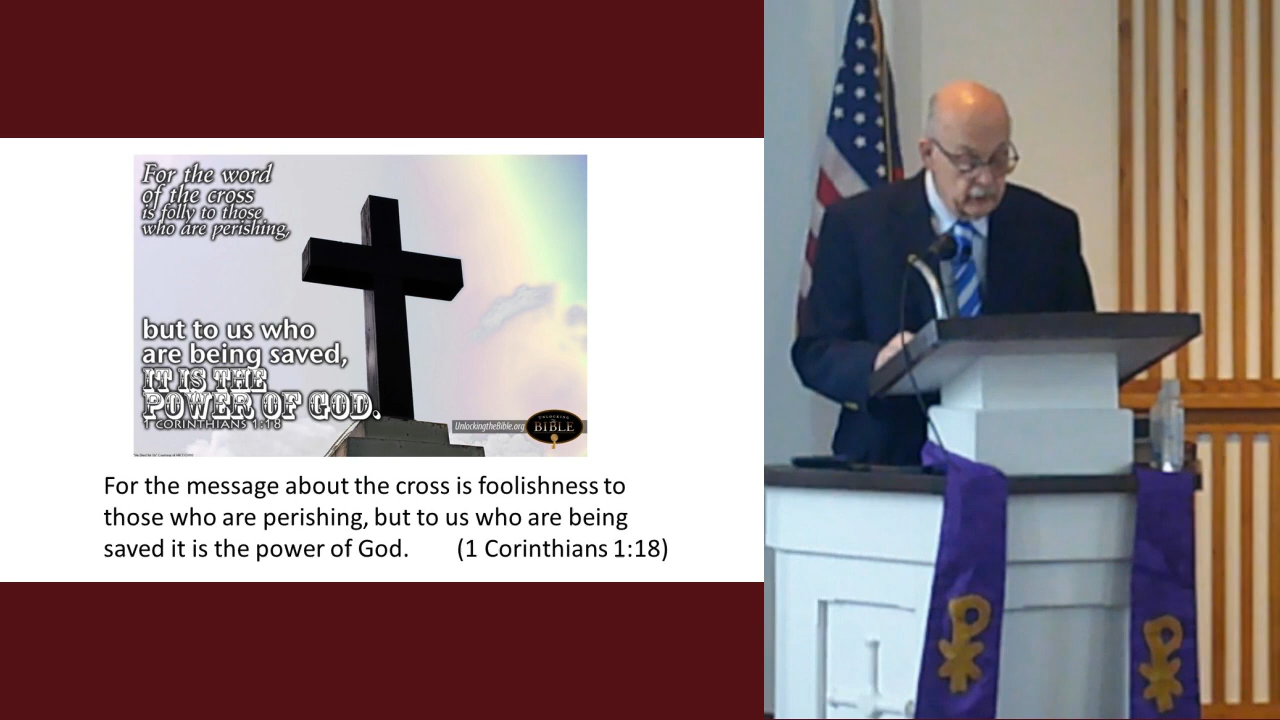 For the word
of the cross
is folly to those
who are perishing,
but to us who
are being saved,
IT IS THE
POWER OF GOD.
1 CORINTHIANS 1:18
UnlockingtheBible.org
UNLOCKING
THE
BIBLE
For the message about the cross is foolishness to
those who are perishing, but to us who are being
saved it is the power of God. (1 Corinthians 1:18)